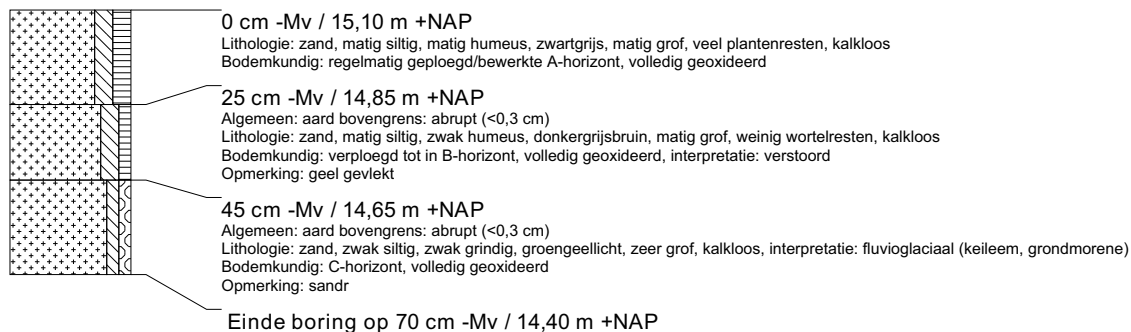 0 cm -Mv / 15,10 m +NAP
Lithologie: zand, matig siltig, matig humeus, zwartgrijs, matig grof, veel plantenresten, kalkloos
Bodemkundig: regelmatig geploegd/bewerkte A-horizont, volledig geoxideerd
25 cm -Mv / 14,85 m +NAP
Algemeen: aard bovengrens: abrupt (<0,3 cm)
Lithologie: zand, matig siltig, zwak humeus, donkergrijsbruin, matig grof, weinig wortelresten, kalkloos
Bodemkundig: verploegd tot in B-horizont, volledig geoxideerd, interpretatie: verstoord
Opmerking: geel gevlekt
45 cm -Mv / 14,65 m +NAP
Algemeen: aard bovengrens: abrupt (<0,3 cm)
Lithologie: zand, zwak siltig, zwak grindig, groengeellicht, zeer grof, kalkloos, interpretatie: fluvioglaciaal (keileem, grondmorene)
Bodemkundig: C-horizont, volledig geoxideerd
Opmerking: sandr
Einde boring op 70 cm -Mv / 14,40 m +NAP